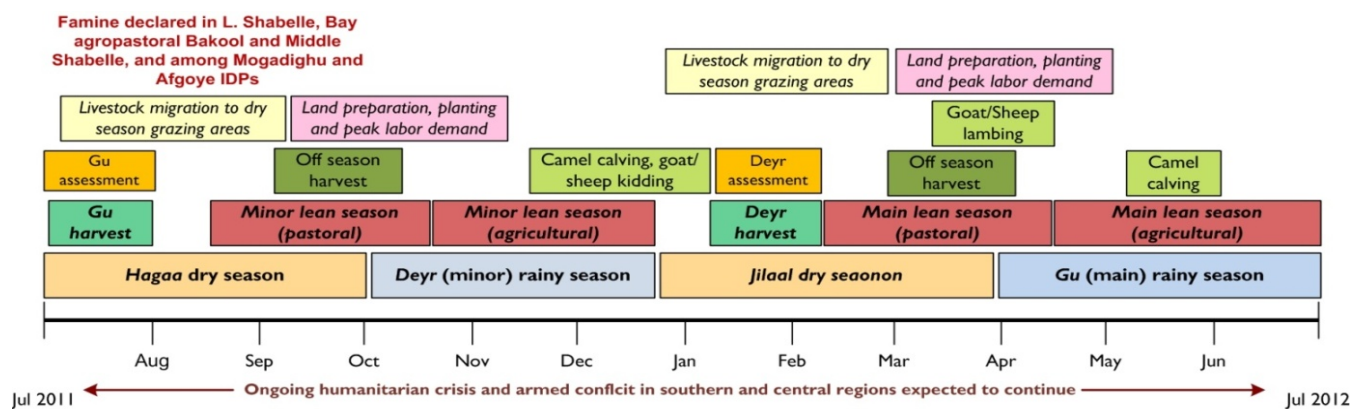 Famine declared in L. Shabelle, Bay
agropastoral Bakool and Middle
Shabelle, and among Mogadighu and
Afgoye IDPs
Livestock migration to dry
season grazing areas
Land preparation, planting
and peak labor demand
Livestock migration to dry
season grazing areas
Land preparation, planting
and peak labor demand
Goat/Sheep
lambing
Gu
assessment
Off season
harvest
Camel calving, goat/
sheep kidding
Deyr
assessment
Off season
harvest
Camel
calving
Gu
harvest
Minor lean season
(pastoral)
Minor lean season
(agricultural)
Deyr
harvest
Main lean season
(pastoral)
Main lean season
(agricultural)
Hagaa dry season
Deyr (minor) rainy season
Jilaal dry seaonon
Gu (main) rainy season
Aug
Sep
Oct
Nov
Dec
Jan
Feb
Mar
Apr
May
Jun
Jul 2011
Ongoing humanitarian crisis and armed conflcit in southern and central regions expected to continue
Jul 2012